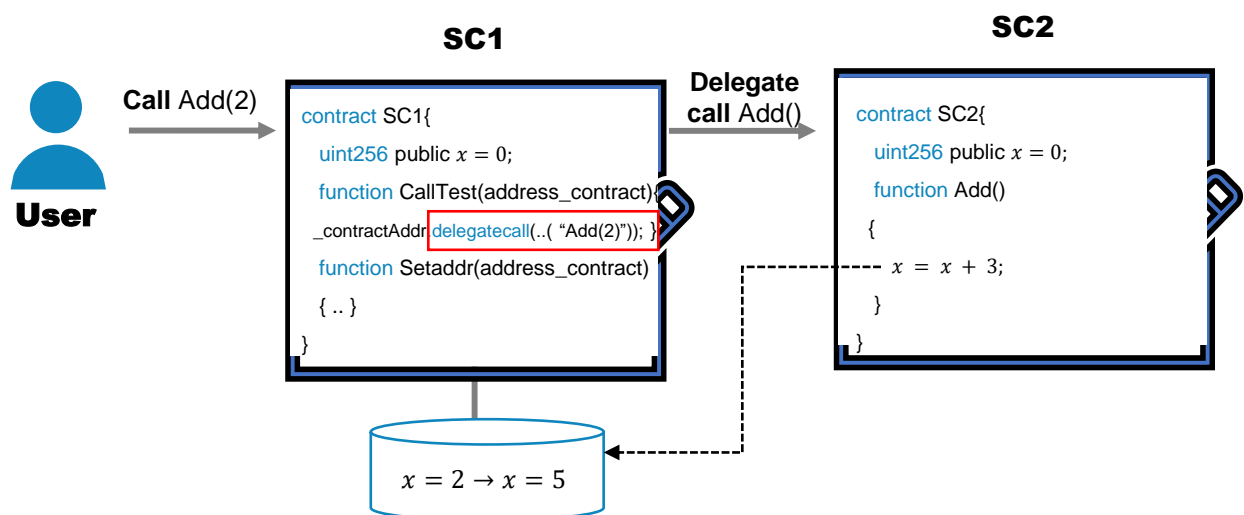 SC1
SC2
User
Call Add(2)
Delegate
call Add()
contract SC1{
uint256 public x = 0;
function CallTest(address_contract){
_contractAddr delegatecall(..( “Add(2)”)); }
function Setaddr(address_contract)
{ .. }
}
contract SC2{
uint256 public x = 0;
function Add()
{
x = x + 3;
}
}
x = 2 → x = 5